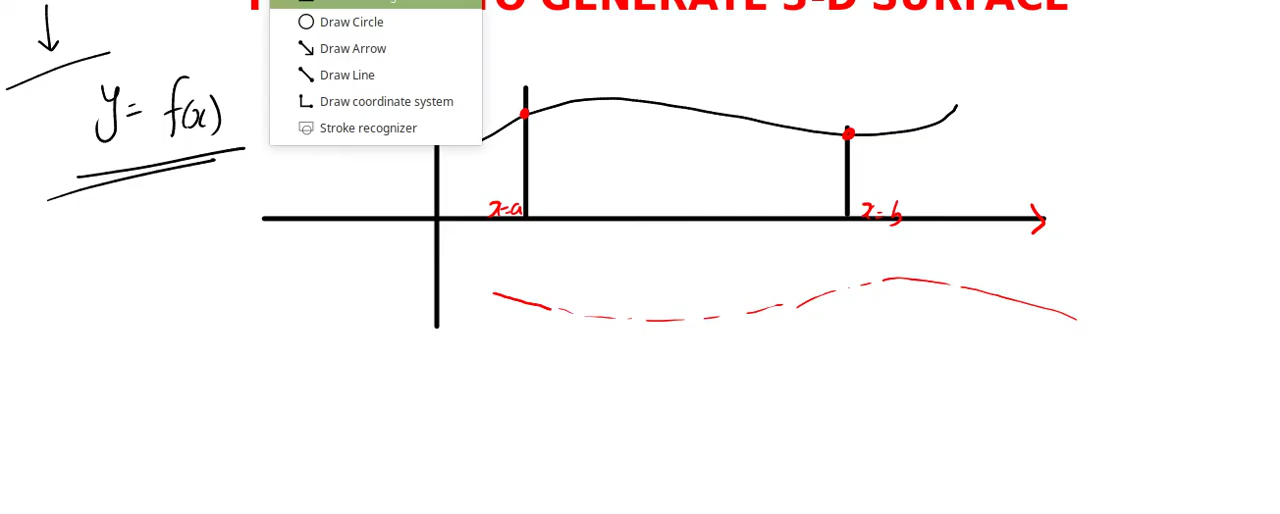 TO GENERATE 3-D SURFACE
Draw Circle
Draw Arrow
Draw Line
Draw coordinate system
Stroke recognizer
y = f(x)
x=a
x=b